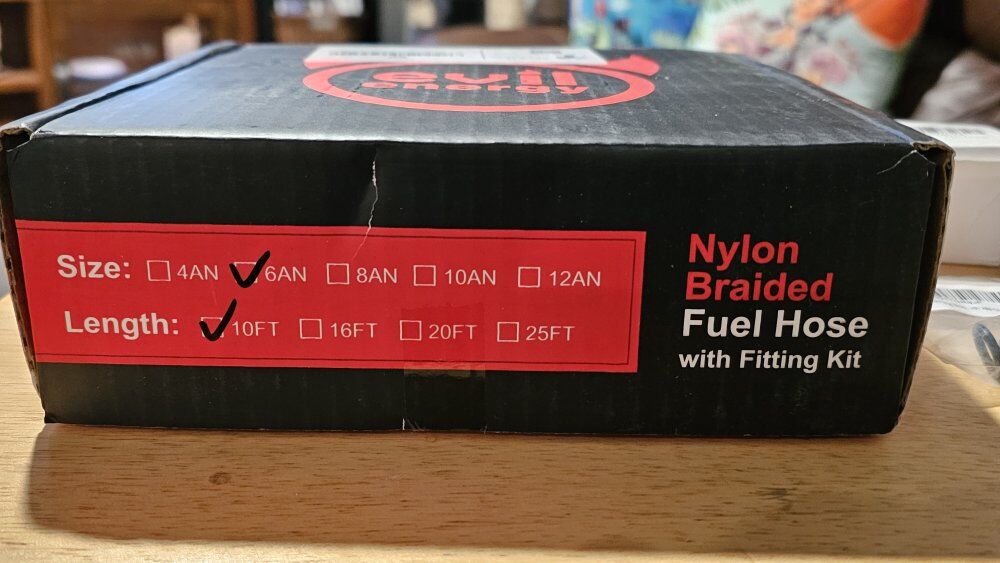 evil
energy
Size: 4AN 6AN 8AN 10AN 12AN
Length: 10FT 16FT 20FT 25FT
Nylon
Braided
Fuel Hose
with Fitting Kit